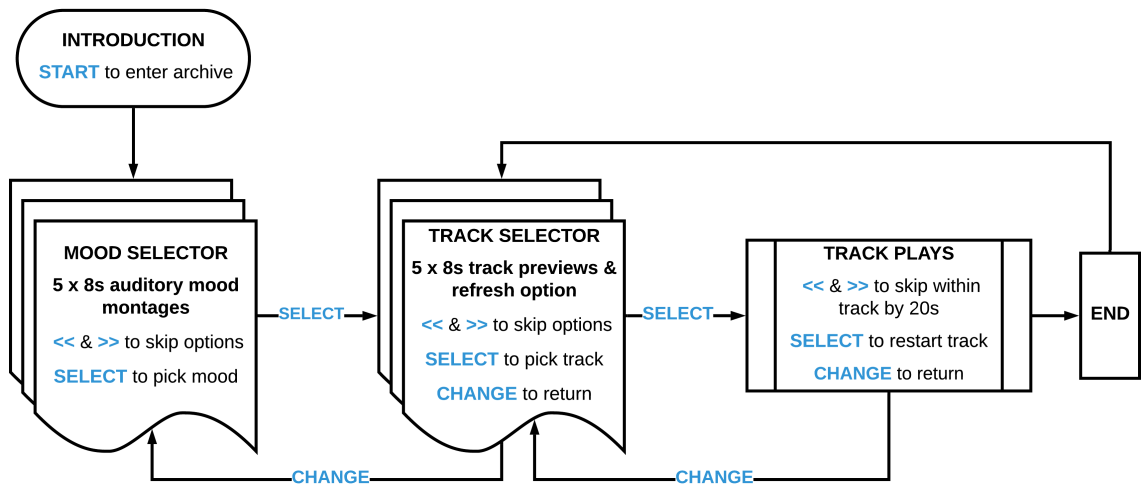 INTRODUCTION
START to enter archive
MOOD SELECTOR
5 x 8s auditory mood
montages
<< & >> to skip options
SELECT to pick mood
SELECT
TRACK SELECTOR
5 x 8s track previews &
refresh option
<< & >> to skip options
SELECT to pick track
CHANGE to return
SELECT
TRACK PLAYS
<< & >> to skip within
track by 20s
SELECT to restart track
CHANGE to return
END
CHANGE
CHANGE